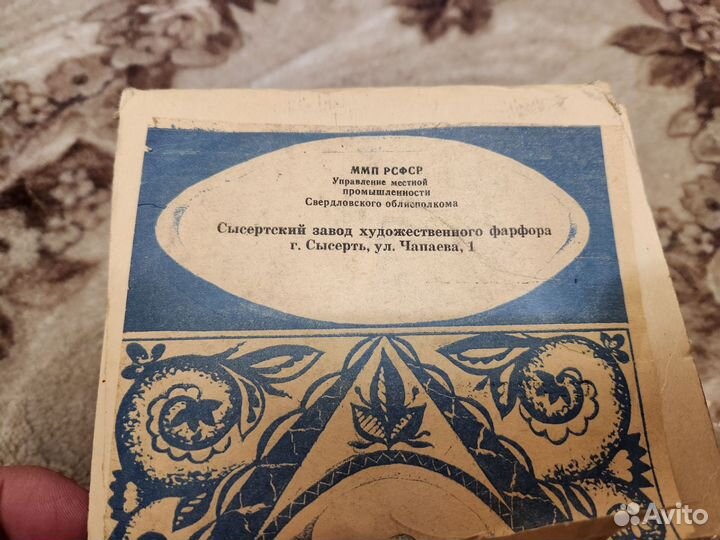 ММП РСФСР
Управление местной
промышленности
Свердловского облисполкома
Сысертский завод художественного фарфора
г. Сысерть, ул. Чапаева, 1
Avito